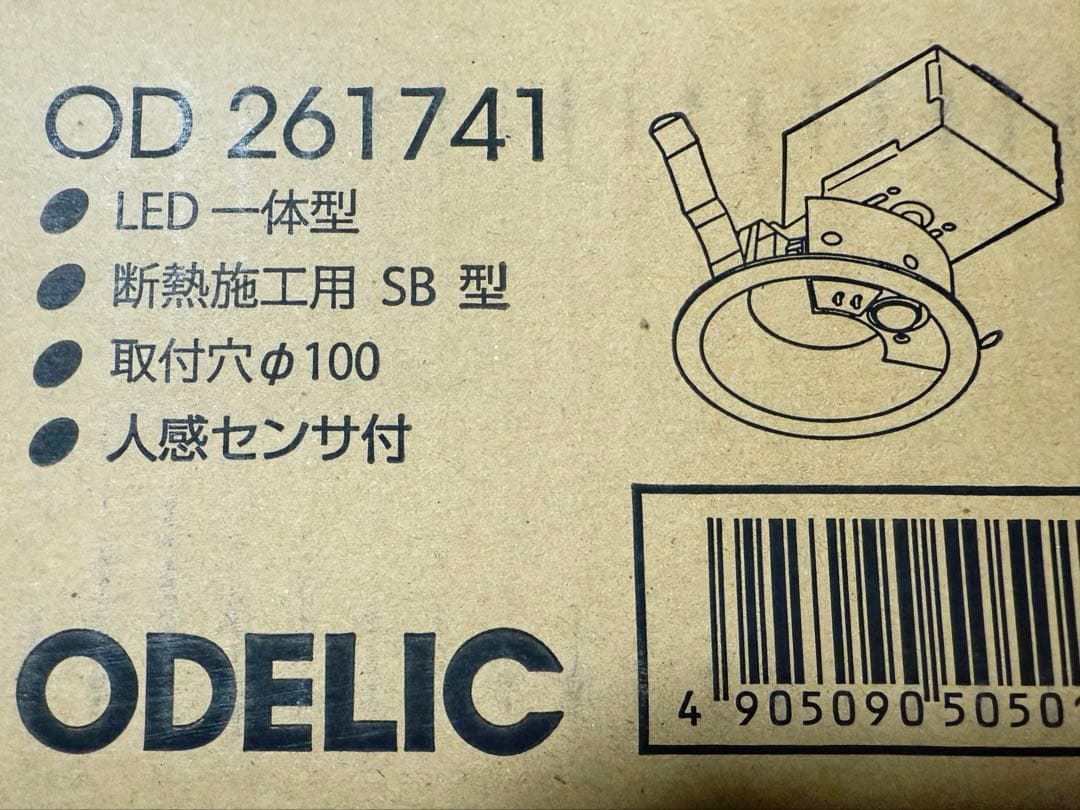 OD 261741
● LED 一体型
● 断熱施工用 SB 型
● 取付穴φ100
● 人感センサ付
ODELIC
4 905090 5050